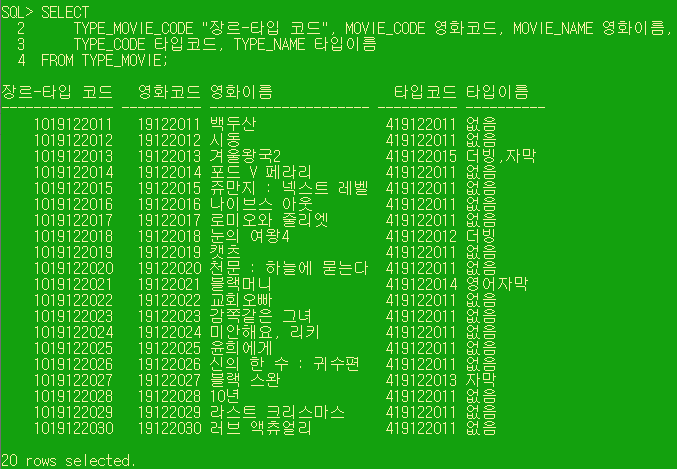 SQL> SELECT
  2      TYPE_MOVIE_CODE "장르-타입 코드", MOVIE_CODE 영화코드, MOVIE_NAME 영화이름,
  3      TYPE_CODE 타입코드, TYPE_NAME 타입이름
  4  FROM TYPE_MOVIE;
장르-타입 코드   영화코드 영화이름               타입코드 타입이름
-------------- ---------- -------------------- ---------- ----------
    1019122011   19122011 백두산                419122011 없음
    1019122012   19122012 시동                  419122011 없음
    1019122013   19122013 겨울왕국2             419122015 더빙,자막
    1019122014   19122014 포드 V 페라리         419122011 없음
    1019122015   19122015 쥬만지 : 넥스트 레벨  419122011 없음
    1019122016   19122016 나이브스 아웃         419122011 없음
    1019122017   19122017 로미오와 줄리엣       419122011 없음
    1019122018   19122018 눈의 여왕4            419122012 더빙
    1019122019   19122019 캣츠                  419122011 없음
    1019122020   19122020 천문 : 하늘에 묻는다  419122011 없음
    1019122021   19122021 블랙머니              419122014 영어자막
    1019122022   19122022 교회오빠              419122011 없음
    1019122023   19122023 감쪽같은 그녀         419122011 없음
    1019122024   19122024 미안해요, 리키        419122011 없음
    1019122025   19122025 윤희에게              419122011 없음
    1019122026   19122026 신의 한 수 : 귀수편   419122011 없음
    1019122027   19122027 블랙 스완             419122013 자막
    1019122028   19122028 10년                  419122011 없음
    1019122029   19122029 라스트 크리스마스     419122011 없음
    1019122030   19122030 러브 액츄얼리         419122011 없음
20 rows selected.